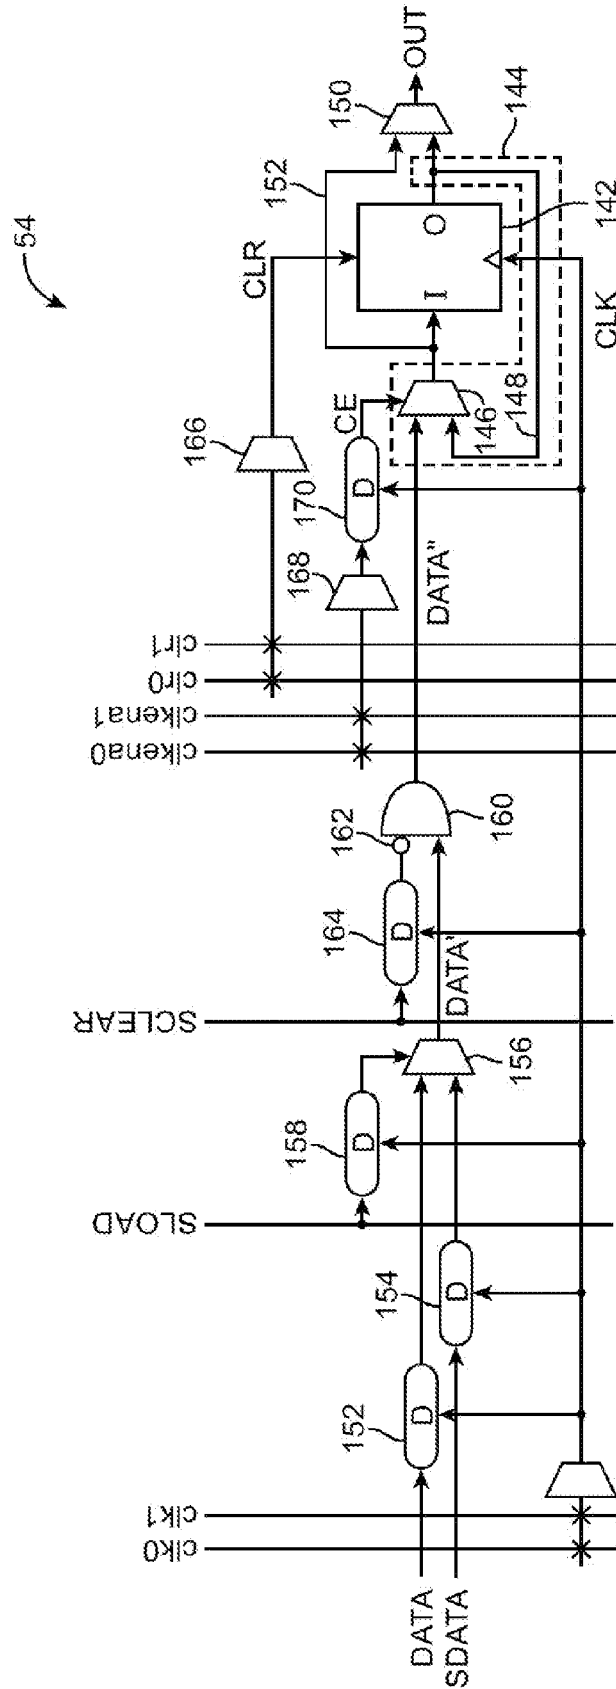 54
clk0
clk1
DATA
SDATA
152
D
154
D
SLOAD
158
D
156
SCLEAR
DATA'
164
D
162
160
clkena0
clkena1
clr0
clr1
DATA"
168
170
D
CE
166
CLR
146
148
152
I
O
142
144
CLK
150
OUT